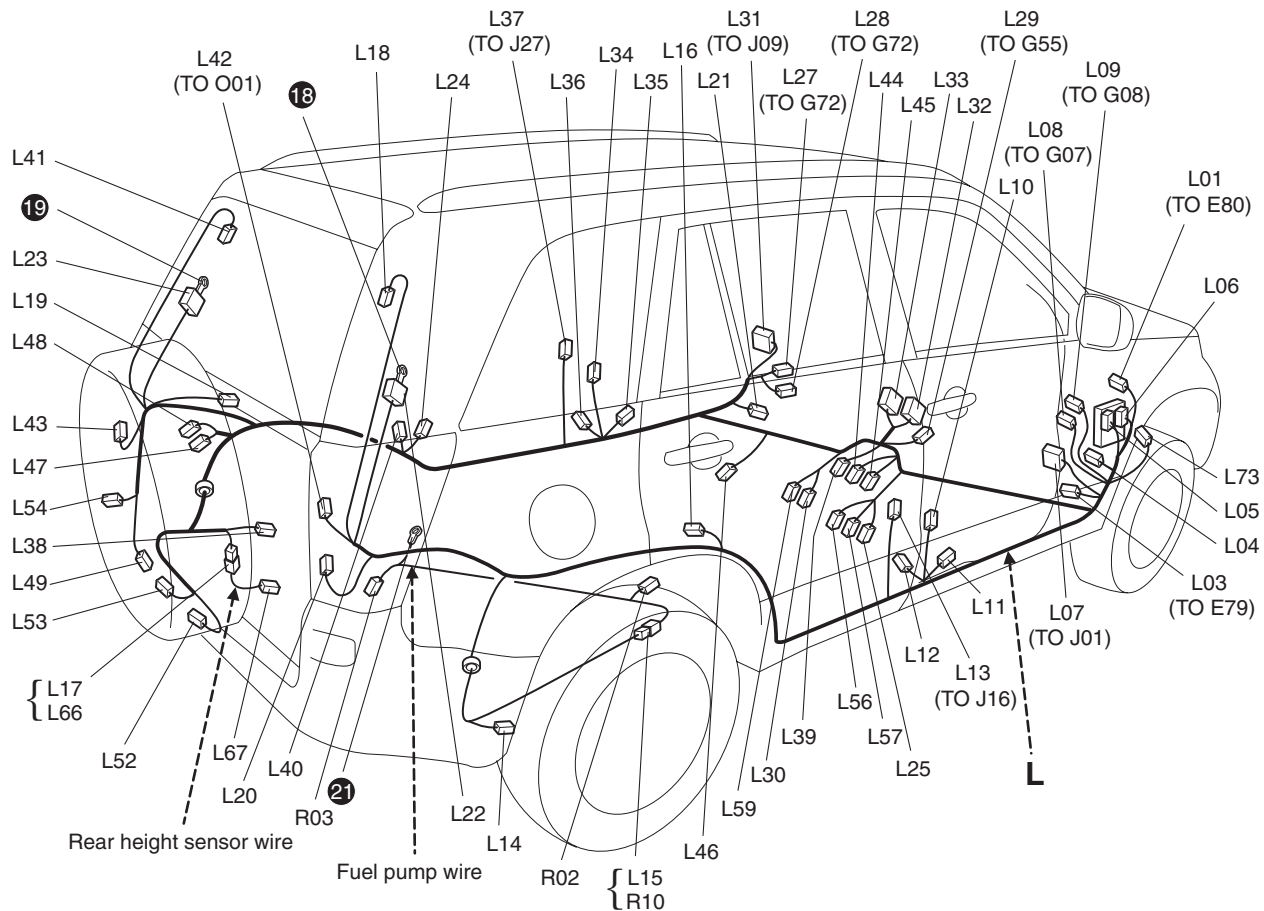 L37
(TO J27)
L31
(TO J09)
L28
(TO G72)
L29
(TO G55)
L42
(TO O01)
L18
L34
L16
L44
L33
L09
(TO G08)
18
L24
L36
L35
L21
L27
(TO G72)
L45
L32
L08
(TO G07)
L41
L10
L01
(TO E80)
19
L23
L06
L19
L48
L43
L47
L73
L54
L05
L38
L04
L49
L03
(TO E79)
L53
L11
L07
(TO J01)
L12
L13
(TO J16)
L17
L66
L56
L52
L67
L39
L57
L40
L30
L25
L
L20
21
L59
R03
L22
Rear height sensor wire
L14
L46
Fuel pump wire
R02
L15
R10